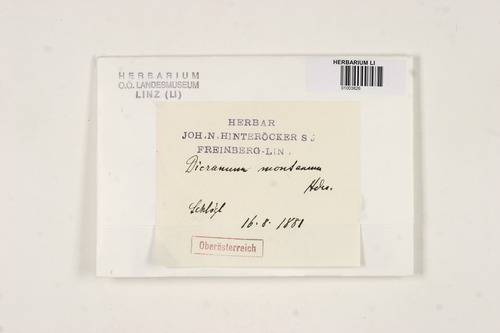 HERBARIUM
O.Ö. LANDESMUSEUM
LINZ (LI)
HERBARIUM LI
HERBAR
JOH. N. HINTERÖCKER S J
FREINBERG-LIN .
Dicranum montanum
Hdw.
Schlögl
16. 8. 1881
Oberösterreich